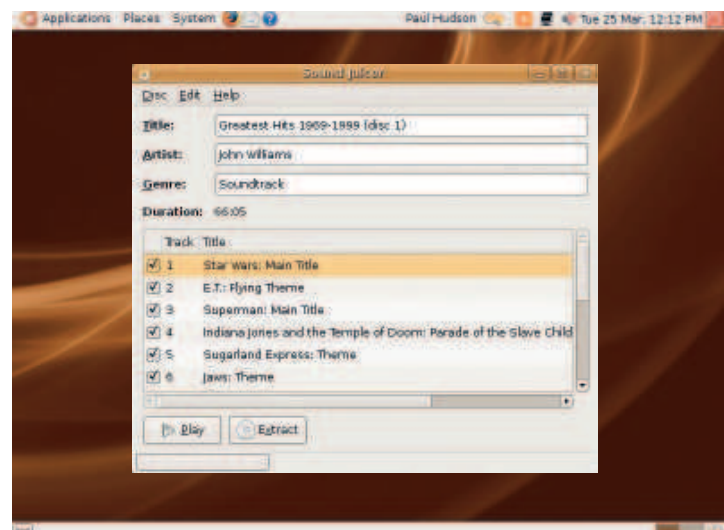 Applications Places System Paul Hudson Tue 25 Mar, 12:12 PM
Sound Juicer
Disc Edit Help
Title: Greatest Hits 1969-1999 (disc 1)
Artist: John Williams
Genre: Soundtrack
Duration: 66:05
Track Title
1 Star Wars: Main Title
2 E.T.: Flying Theme
3 Superman: Main Title
4 Indiana Jones and the Temple of Doom: Parade of the Slave Child
5 Sugarland Express: Theme
6 Jaws: Theme
Play Extract